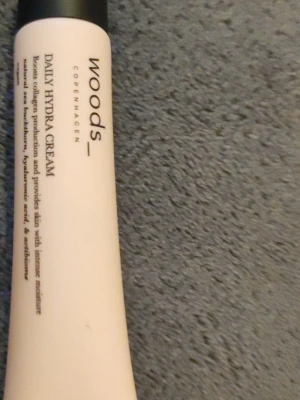 woods_
COPENHAGEN
DAILY HYDRA CREAM
Boosts collagen production and provides skin with intense moisture
natural sea buckthorn, hyaluronic acid, & actibiome